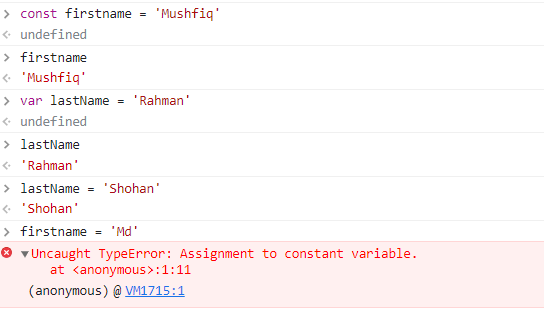 const firstname = 'Mushfiq'
undefined
firstname
'Mushfiq'
var lastName = 'Rahman'
undefined
lastName
'Rahman'
lastName = 'Shohan'
'Shohan'
firstname = 'Md'
Uncaught TypeError: Assignment to constant variable.
at <anonymous>:1:11
(anonymous) @ VM1715:1